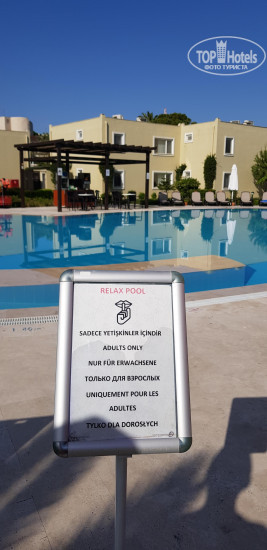 TOP Hotels
ФОТО ТУРИСТА
RELAX POOL
SADECE YETİŞKİNLER İÇİNDİR
ADULTS ONLY
NUR FÜR ERWACHSENE
ТОЛЬКО ДЛЯ ВЗРОСЛЫХ
UNIQUEMENT POUR LES
ADULTES
TYLKO DLA DOROSŁYCH